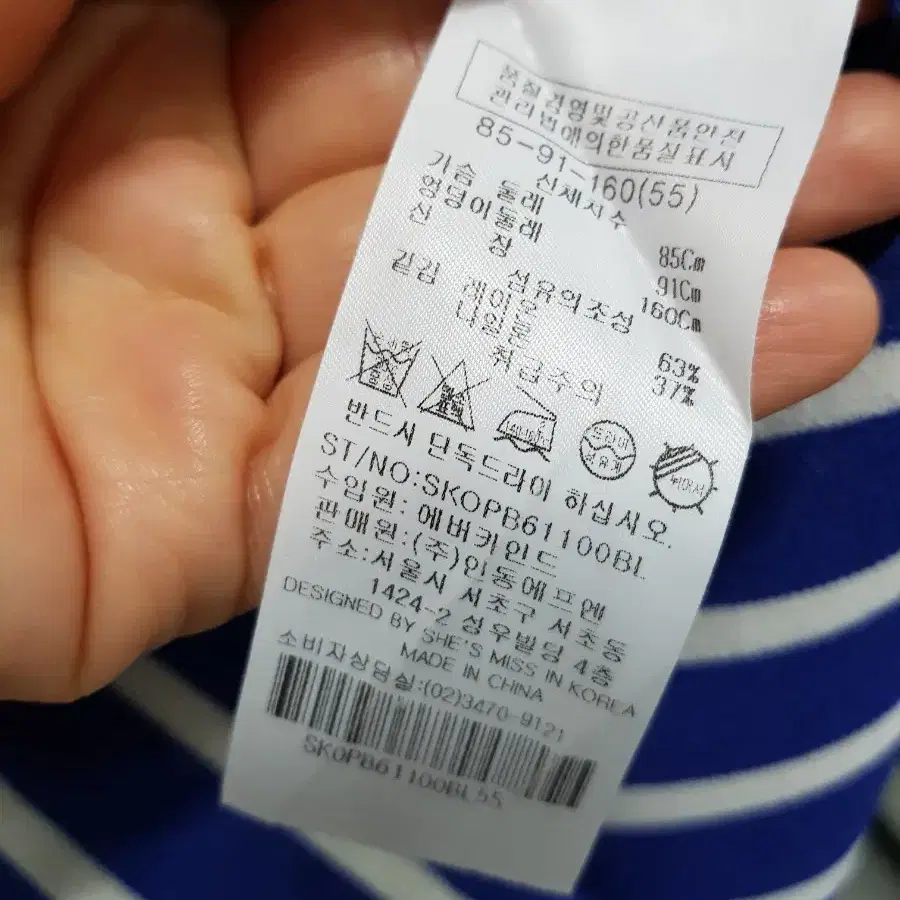 품질경영및공산품안전
관리법에의한품질표시
85-91-160(55)
신체치수
가슴 둘레 85Cm
엉덩이둘레 91Cm
신 장 160Cm
섬유의조성
겉감 레이온 63%
나일론 37%
취급주의
반드시 단독드라이 하십시오.
ST/NO:SKOPB61100BL
수입원: 에버카인드
판매원:(주)인동에프엔
주소:서울시 서초구 서초동
1424-2 성우빌딩 4층
DESIGNED BY SHE'S MISS IN KOREA
MADE IN CHINA
소비자상담실:(02)3470-9121
SKOPB61100BL55